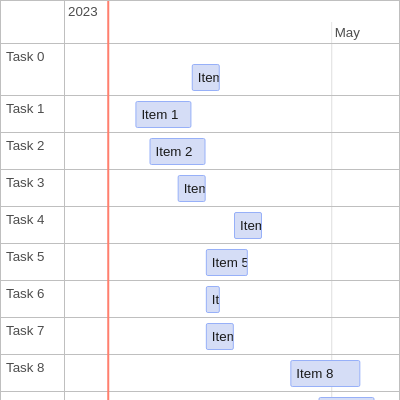 2023
May
Task 0
Iten
Task 1
Item 1
Task 2
Item 2
Task 3
Iten
Task 4
Iten
Task 5
Item 5
Task 6
It
Task 7
Iten
Task 8
Item 8